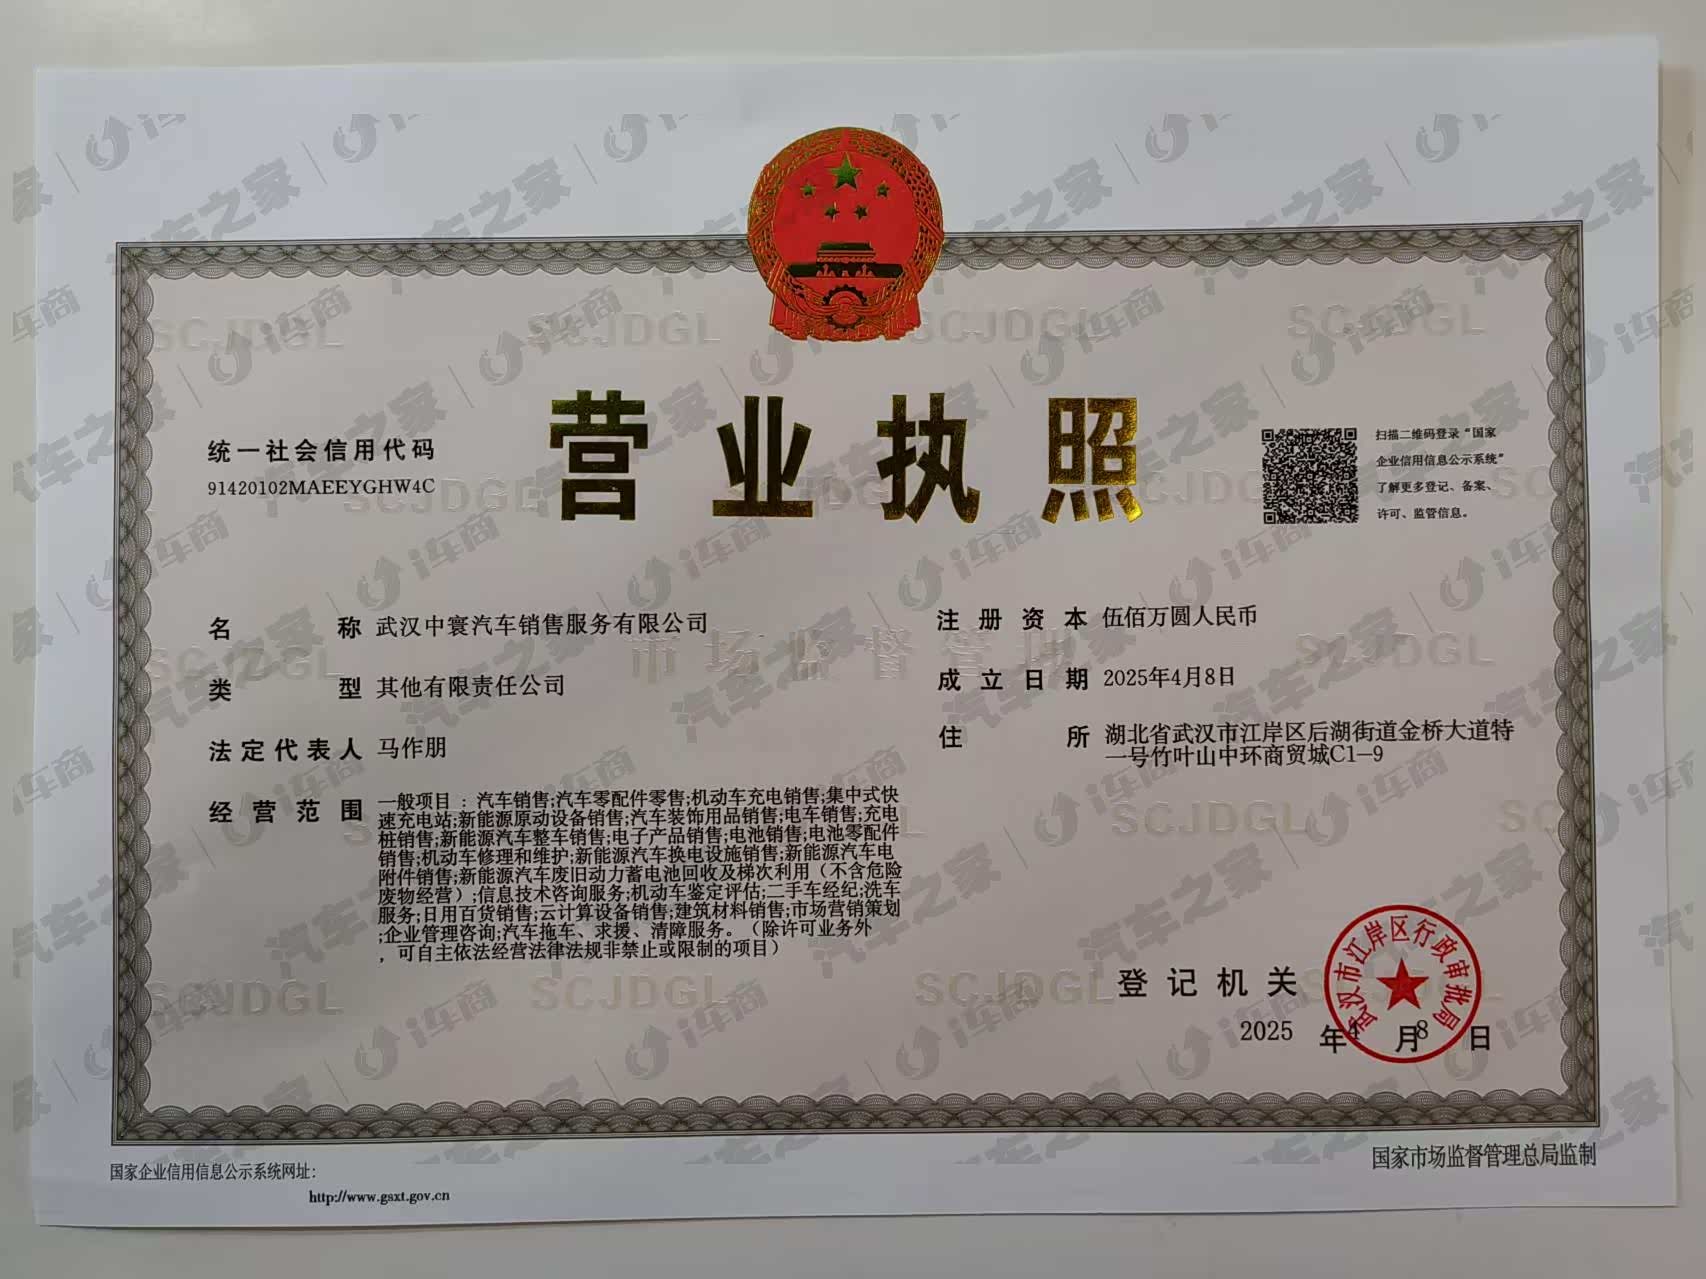 营业执照
统一社会信用代码
91420102MAEEYGHW4C
扫描二维码登录“国家
企业信用信息公示系统”
了解更多登记、备案、
许可、监管信息。
名 称 武汉中寰汽车销售服务有限公司
类 型 其他有限责任公司
法定代表人 马作朋
经营范围 一般项目：汽车销售;汽车零配件零售;机动车充电销售;集中式快
速充电站;新能源原动设备销售;汽车装饰用品销售;电车销售;充电
桩销售;新能源汽车整车销售;电子产品销售;电池销售;电池零配件
销售;机动车修理和维护;新能源汽车换电设施销售;新能源汽车电
附件销售;新能源汽车废旧动力蓄电池回收及梯次利用（不含危险
废物经营）;信息技术咨询服务;机动车鉴定评估;二手车经纪;洗车
服务;日用百货销售;云计算设备销售;建筑材料销售;市场营销策划
;企业管理咨询;汽车拖车、求援、清障服务。（除许可业务外
，可自主依法经营法律法规非禁止或限制的项目）
注册资本 伍佰万圆人民币
成立日期 2025年4月8日
住 所 湖北省武汉市江岸区后湖街道金桥大道特
一号竹叶山中环商贸城C1-9
登记机关
武汉市江岸区行政审批局
2025 年 4 月 8 日
国家企业信用信息公示系统网址：
http://www.gsxt.gov.cn
国家市场监督管理总局监制
SCJDGL
市场监督管理
汽车之家
i车商